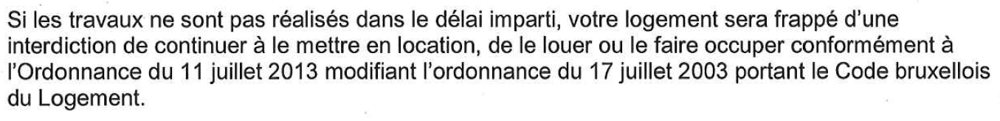 Si les travaux ne sont pas réalisés dans le délai imparti, votre logement sera frappé d'une
interdiction de continuer à le mettre en location, de le louer ou le faire occuper conformément à
l'Ordonnance du 11 juillet 2013 modifiant l'ordonnance du 17 juillet 2003 portant le Code bruxellois
du Logement.